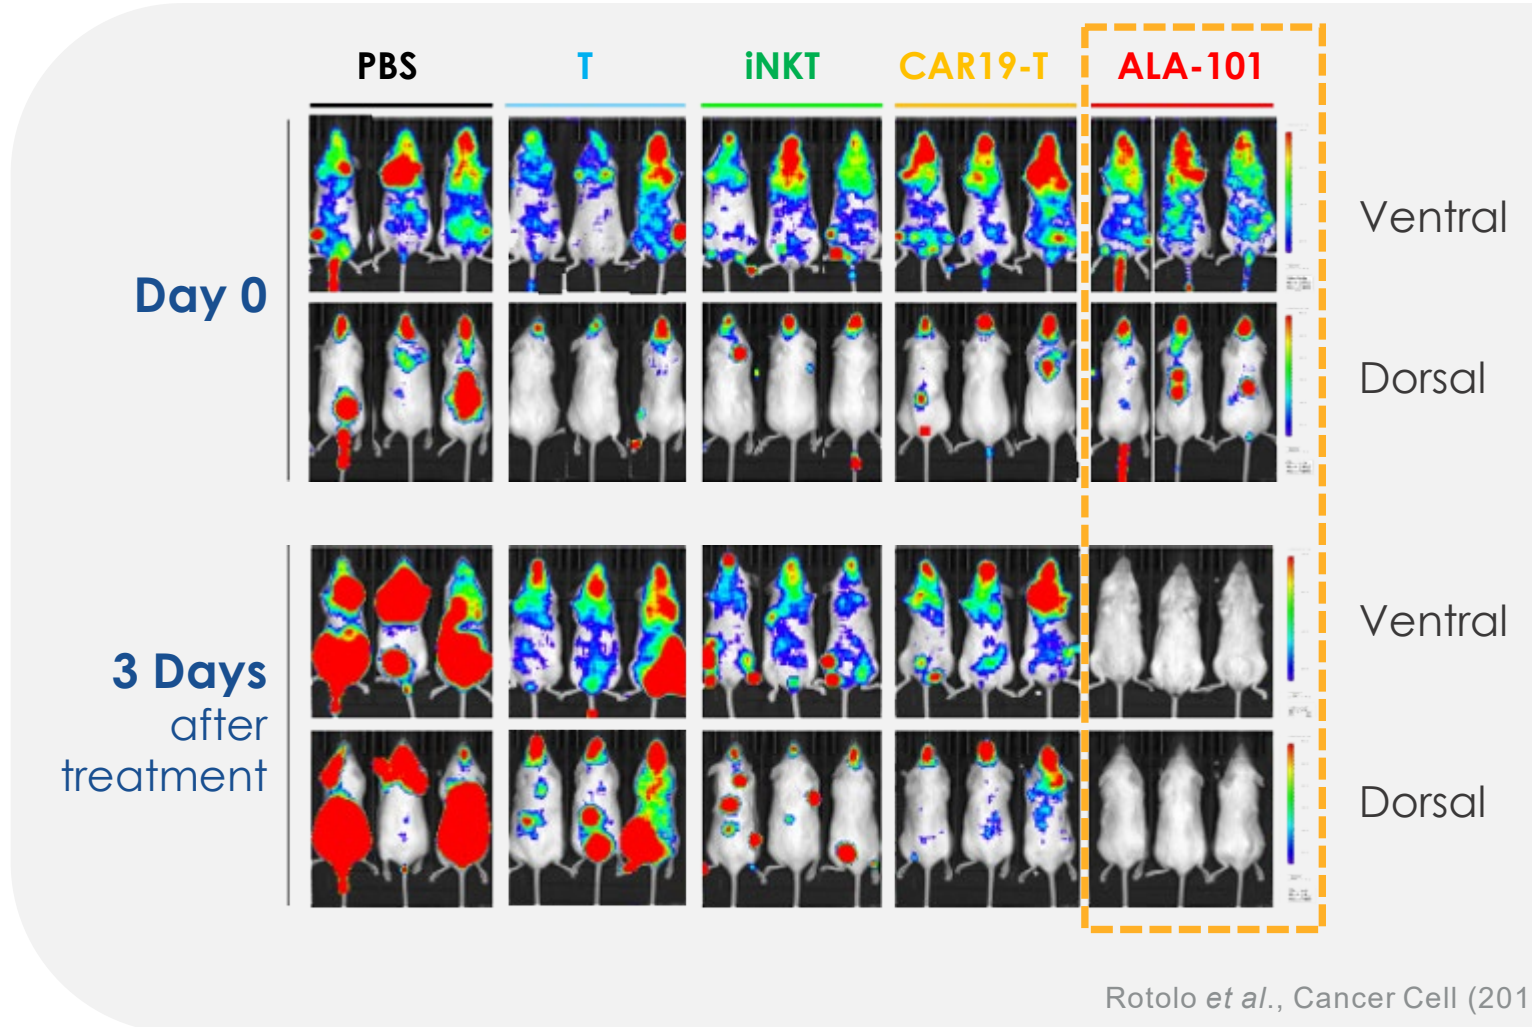 PBS T iNKT CAR19-T ALA-101
Ventral
Day 0
Dorsal
Ventral
3 Days
after
treatment
Dorsal
Rotolo et al., Cancer Cell (201